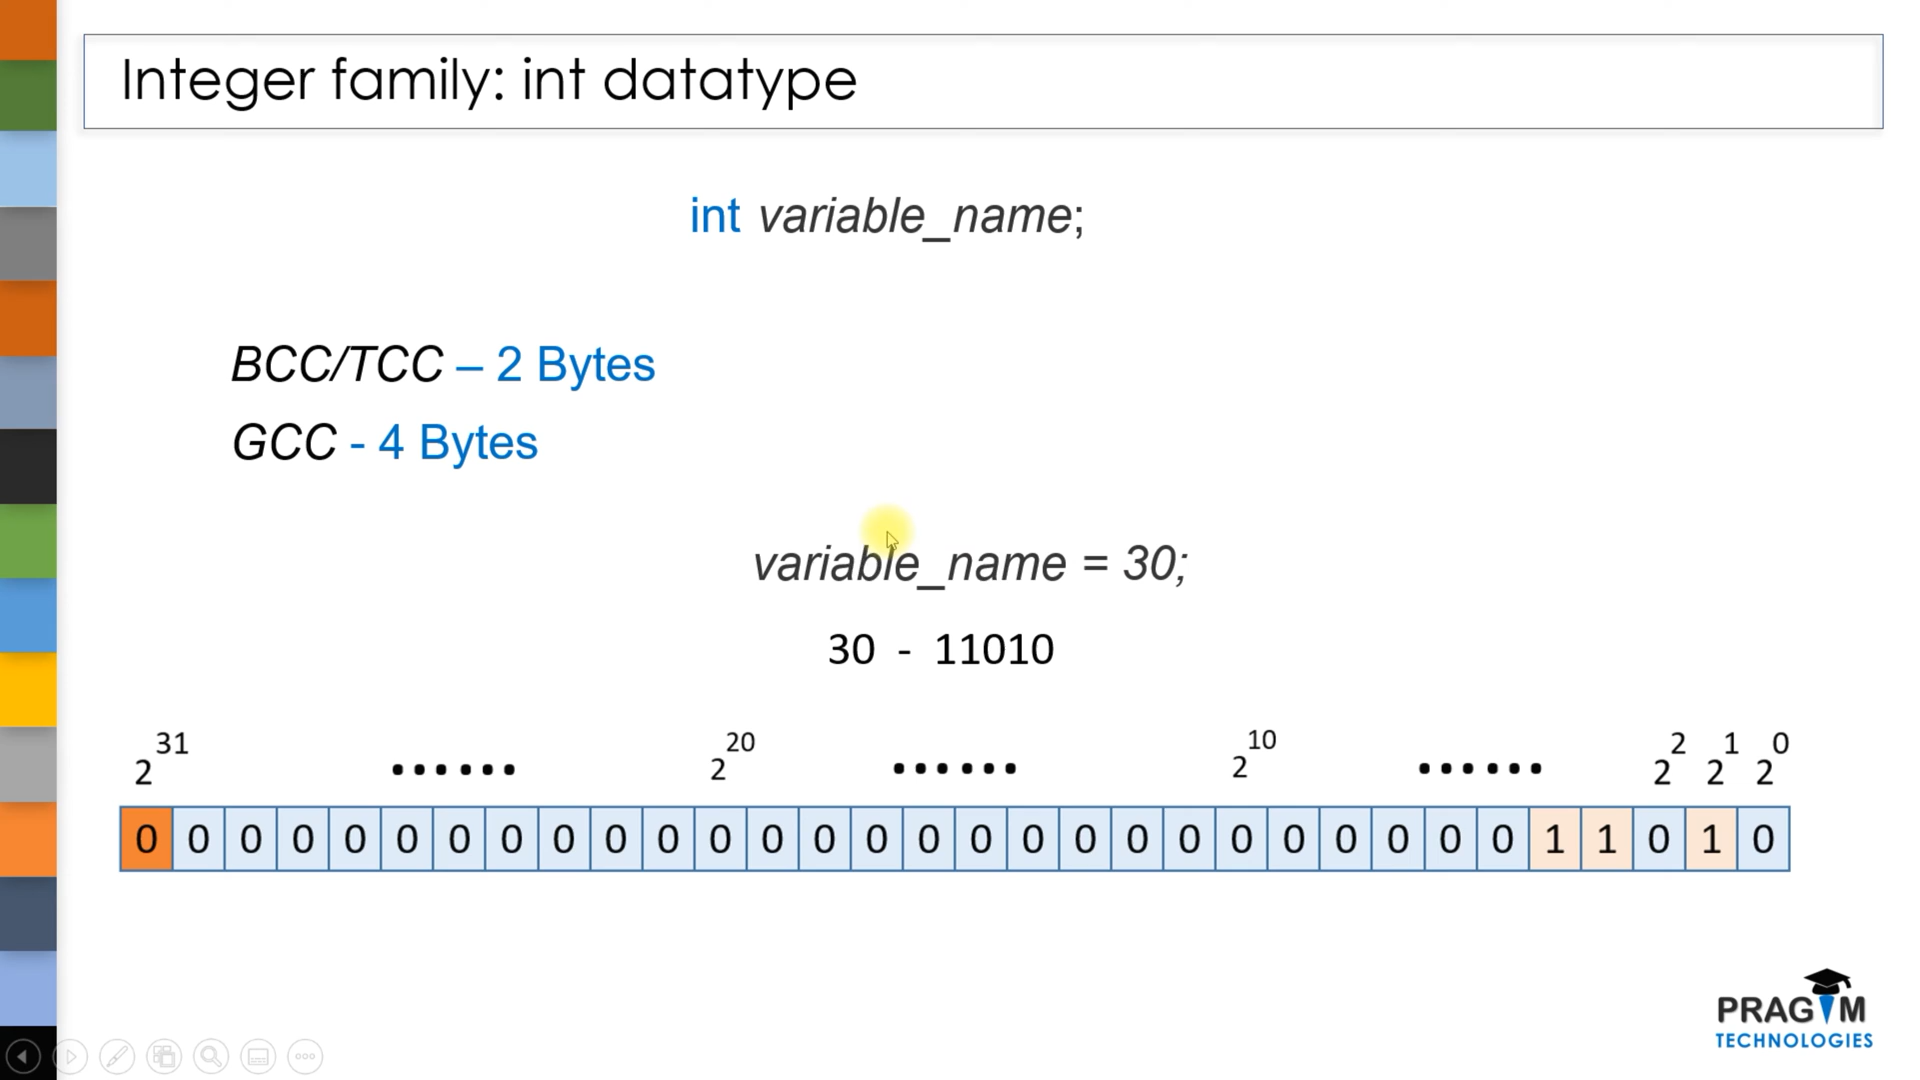 Integer family: int datatype
int variable_name;
BCC/TCC – 2 Bytes
GCC - 4 Bytes
variable_name = 30;
30 - 11010
2^31 ...... 2^20 ...... 2^10 ...... 2^2 2^1 2^0
0 0 0 0 0 0 0 0 0 0 0 0 0 0 0 0 0 0 0 0 0 0 0 0 0 0 0 1 1 0 1 0
PRAGIM
TECHNOLOGIES